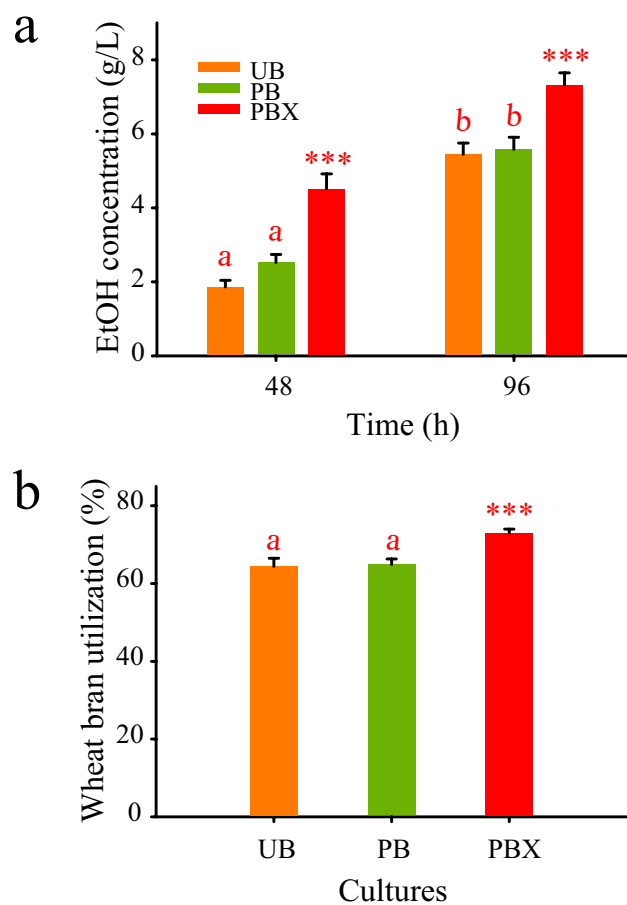 a
EtOH concentration (g/L)
8
6
4
2
0
UB
PB
PBX
a
a
***
b
b
***
48
96
Time (h)
b
Wheat bran utilization (%)
80
60
40
20
0
a
a
***
UB
PB
PBX
Cultures